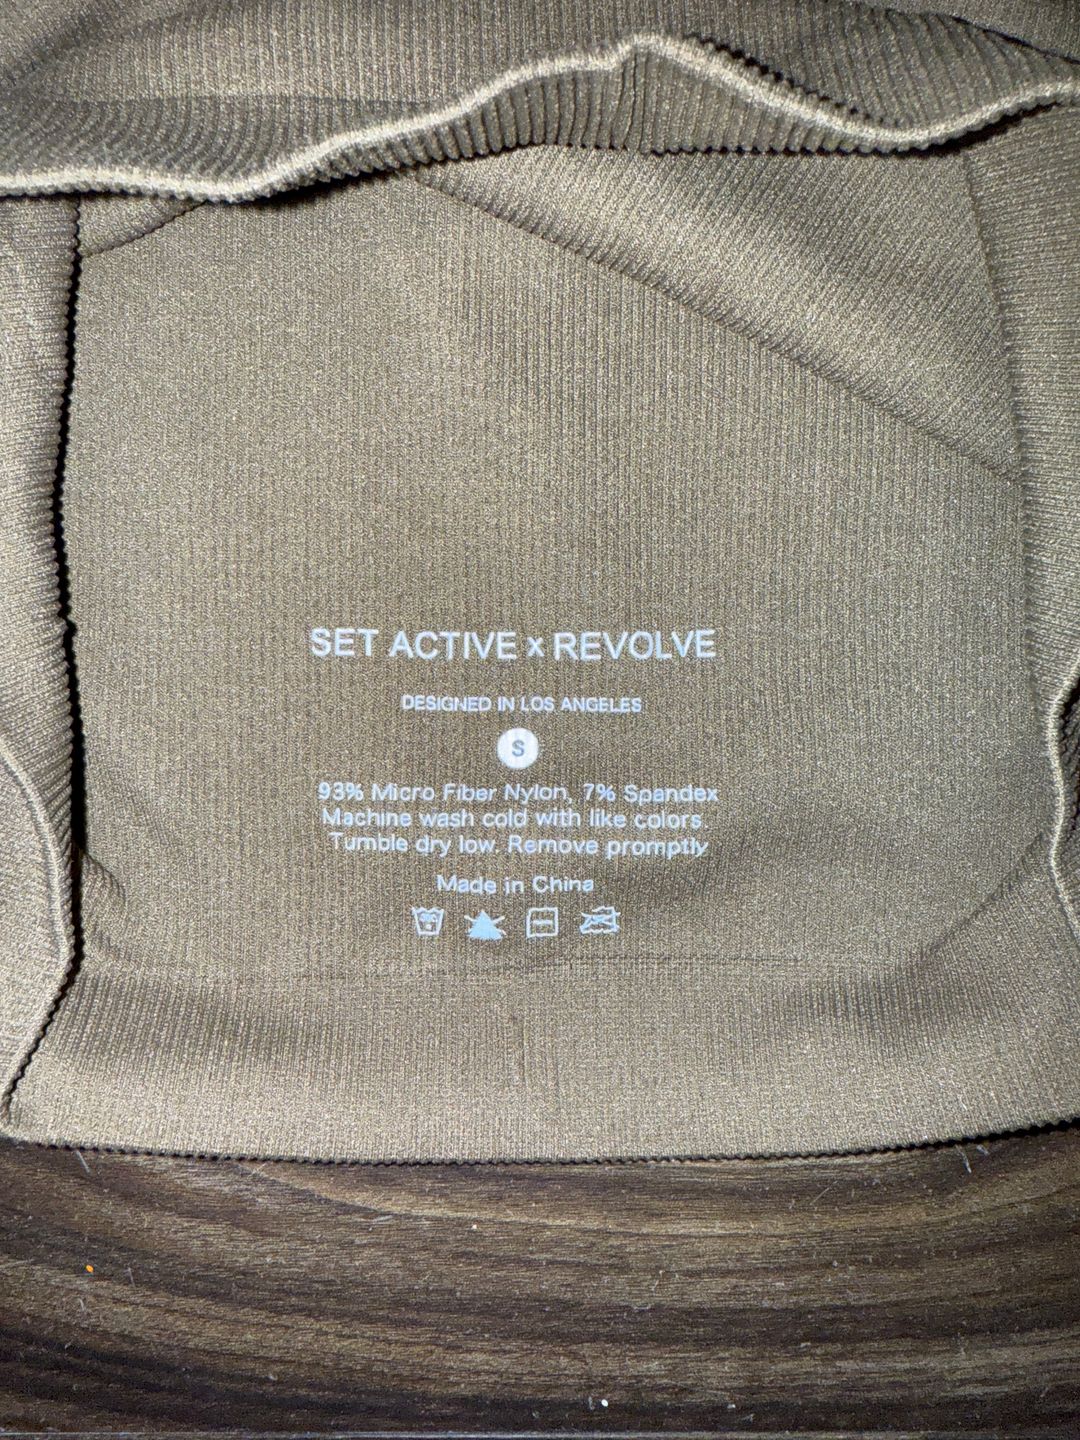 SET ACTIVE x REVOLVE
DESIGNED IN LOS ANGELES
S
93% Micro Fiber Nylon, 7% Spandex
Machine wash cold with like colors.
Tumble dry low. Remove promptly
Made in China